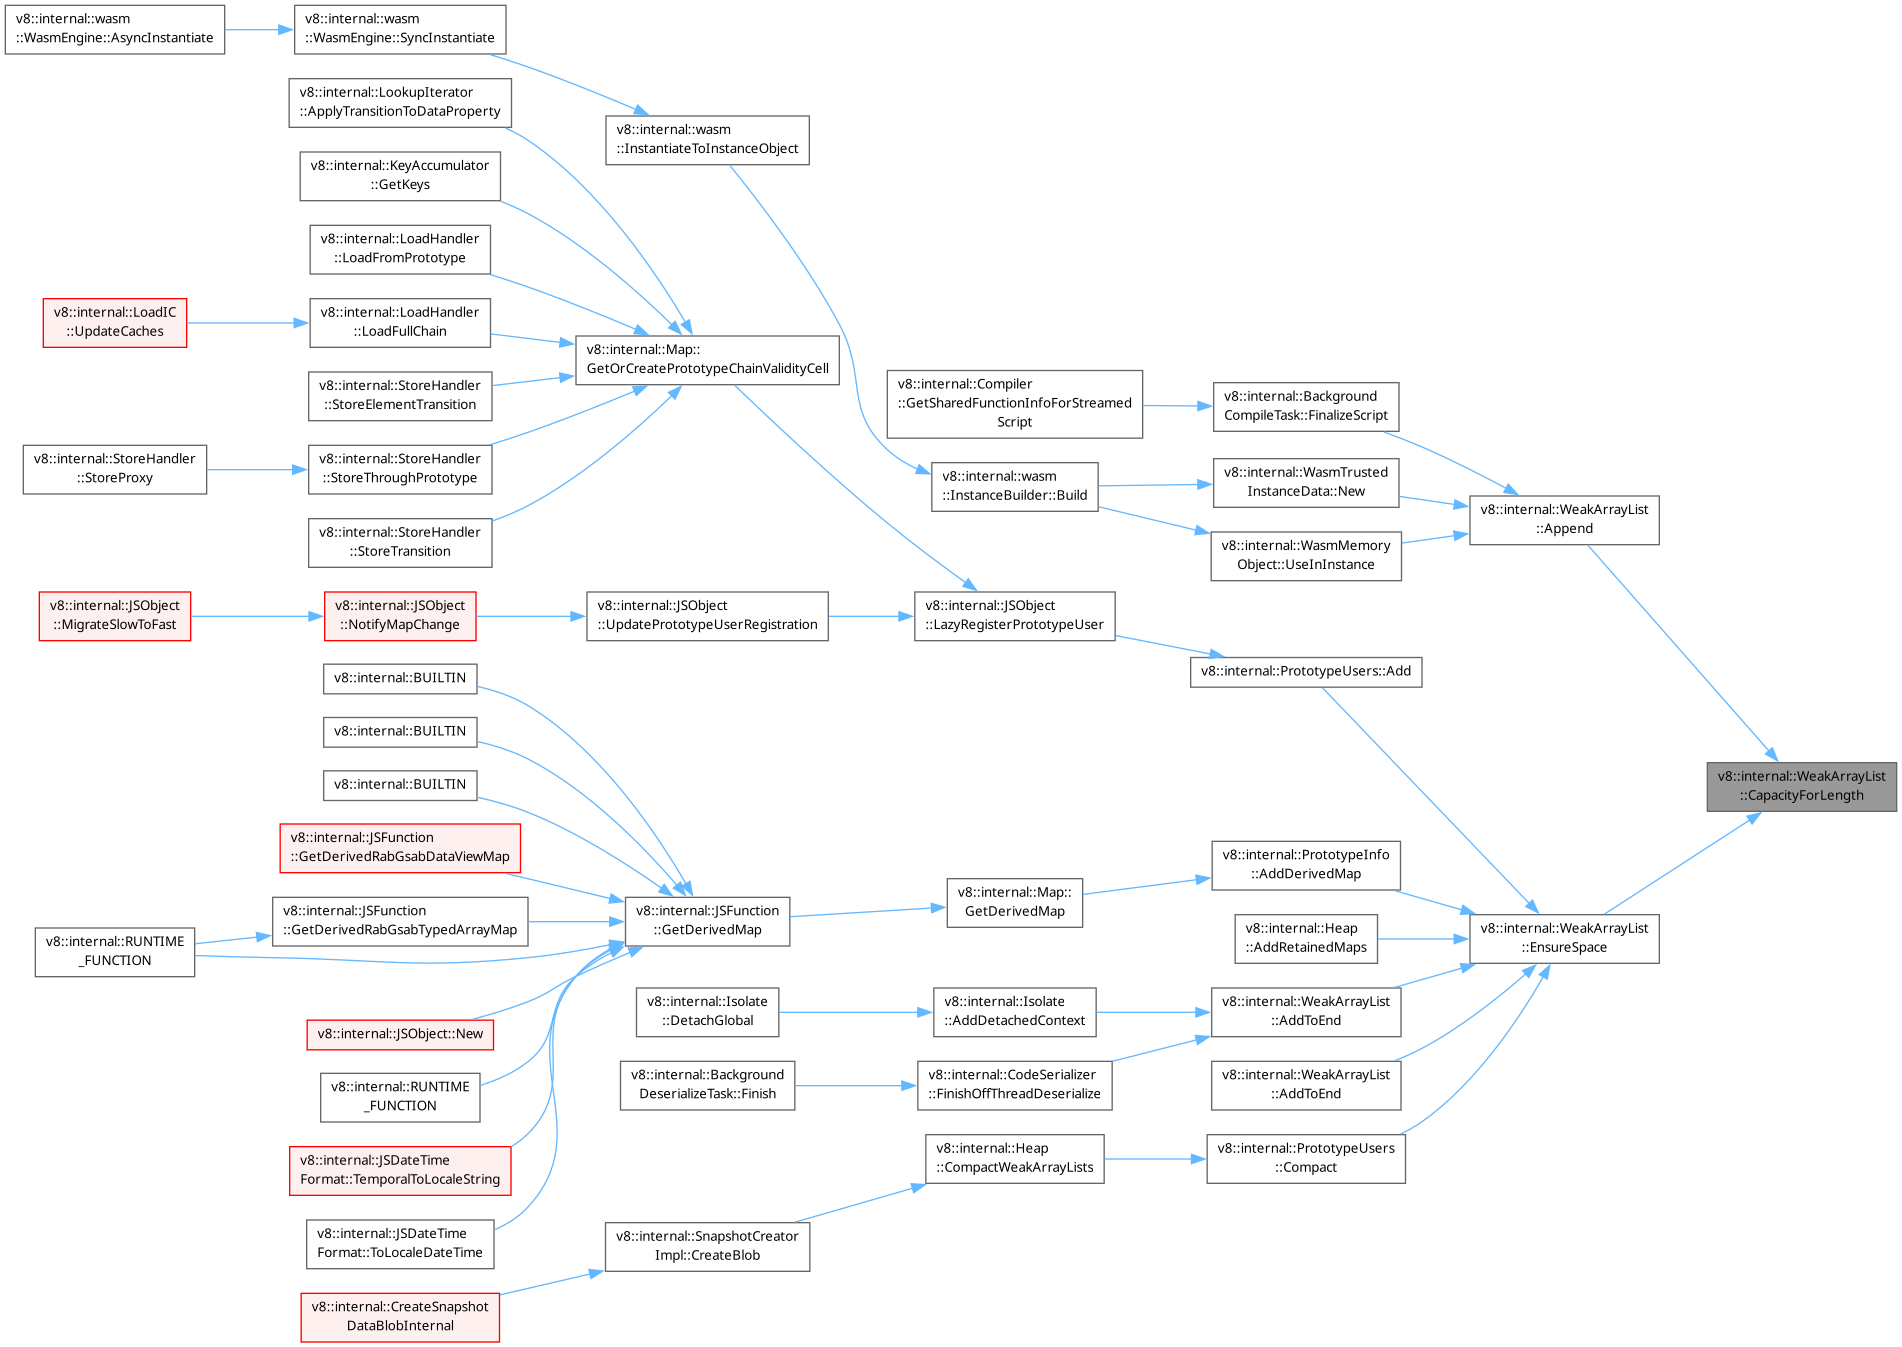 v8::internal::wasm
::WasmEngine::AsyncInstantiate
v8::internal::wasm
::WasmEngine::SyncInstantiate
v8::internal::LookupIterator
::ApplyTransitionToDataProperty
v8::internal::wasm
::InstantiateToInstanceObject
v8::internal::KeyAccumulator
::GetKeys
v8::internal::LoadHandler
::LoadFromPrototype
v8::internal::LoadIC
::UpdateCaches
v8::internal::LoadHandler
::LoadFullChain
v8::internal::Map::
GetOrCreatePrototypeChainValidityCell
v8::internal::StoreHandler
::StoreElementTransition
v8::internal::Compiler
::GetSharedFunctionInfoForStreamed
Script
v8::internal::Background
CompileTask::FinalizeScript
v8::internal::StoreHandler
::StoreProxy
v8::internal::StoreHandler
::StoreThroughPrototype
v8::internal::wasm
::InstanceBuilder::Build
v8::internal::WasmTrusted
InstanceData::New
v8::internal::WeakArrayList
::Append
v8::internal::StoreHandler
::StoreTransition
v8::internal::WasmMemory
Object::UseInInstance
v8::internal::JSObject
::MigrateSlowToFast
v8::internal::JSObject
::NotifyMapChange
v8::internal::JSObject
::UpdatePrototypeUserRegistration
v8::internal::JSObject
::LazyRegisterPrototypeUser
v8::internal::PrototypeUsers::Add
v8::internal::BUILTIN
v8::internal::BUILTIN
v8::internal::BUILTIN
v8::internal::WeakArrayList
::CapacityForLength
v8::internal::JSFunction
::GetDerivedRabGsabDataViewMap
v8::internal::PrototypeInfo
::AddDerivedMap
v8::internal::Map::
GetDerivedMap
v8::internal::JSFunction
::GetDerivedMap
v8::internal::JSFunction
::GetDerivedRabGsabTypedArrayMap
v8::internal::RUNTIME
_FUNCTION
v8::internal::Heap
::AddRetainedMaps
v8::internal::WeakArrayList
::EnsureSpace
v8::internal::Isolate
::DetachGlobal
v8::internal::Isolate
::AddDetachedContext
v8::internal::WeakArrayList
::AddToEnd
v8::internal::JSObject::New
v8::internal::RUNTIME
_FUNCTION
v8::internal::Background
DeserializeTask::Finish
v8::internal::CodeSerializer
::FinishOffThreadDeserialize
v8::internal::WeakArrayList
::AddToEnd
v8::internal::JSDateTime
Format::TemporalToLocaleString
v8::internal::Heap
::CompactWeakArrayLists
v8::internal::PrototypeUsers
::Compact
v8::internal::JSDateTime
Format::ToLocaleDateTime
v8::internal::SnapshotCreator
Impl::CreateBlob
v8::internal::CreateSnapshot
DataBlobInternal